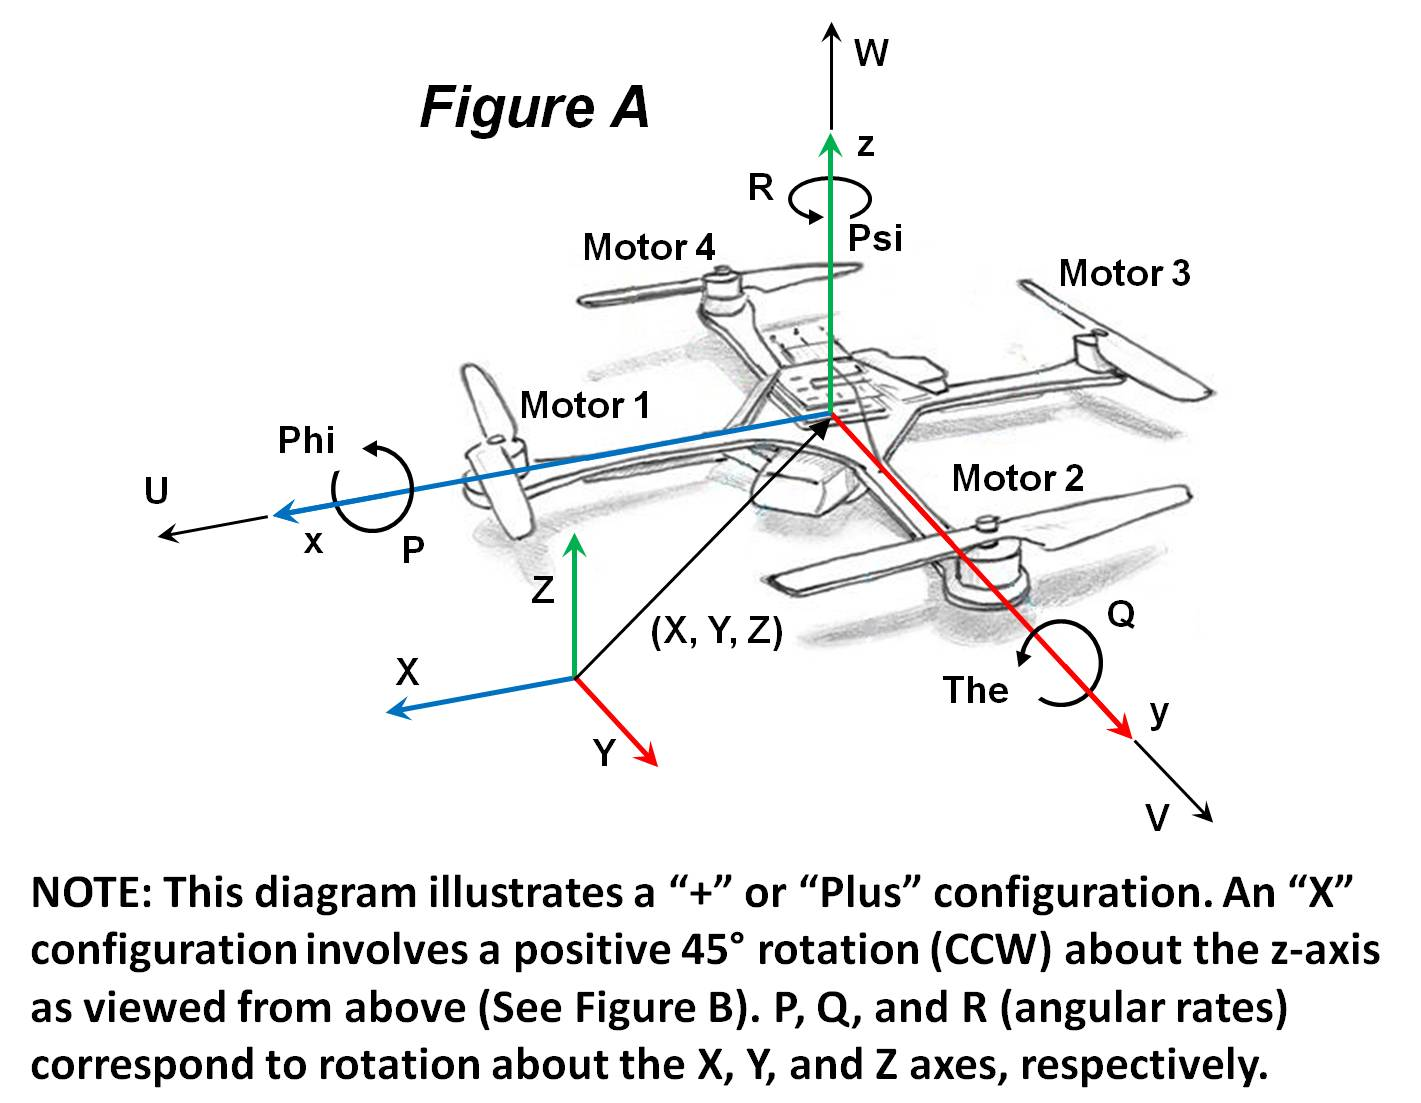 Figure A
W
z
R
Psi
Motor 4
Motor 3
Motor 1
Phi
U
x
P
Motor 2
Z
(X, Y, Z)
Q
X
The
y
Y
V
NOTE: This diagram illustrates a “+” or “Plus” configuration. An “X”
configuration involves a positive 45° rotation (CCW) about the z-axis
as viewed from above (See Figure B). P, Q, and R (angular rates)
correspond to rotation about the X, Y, and Z axes, respectively.